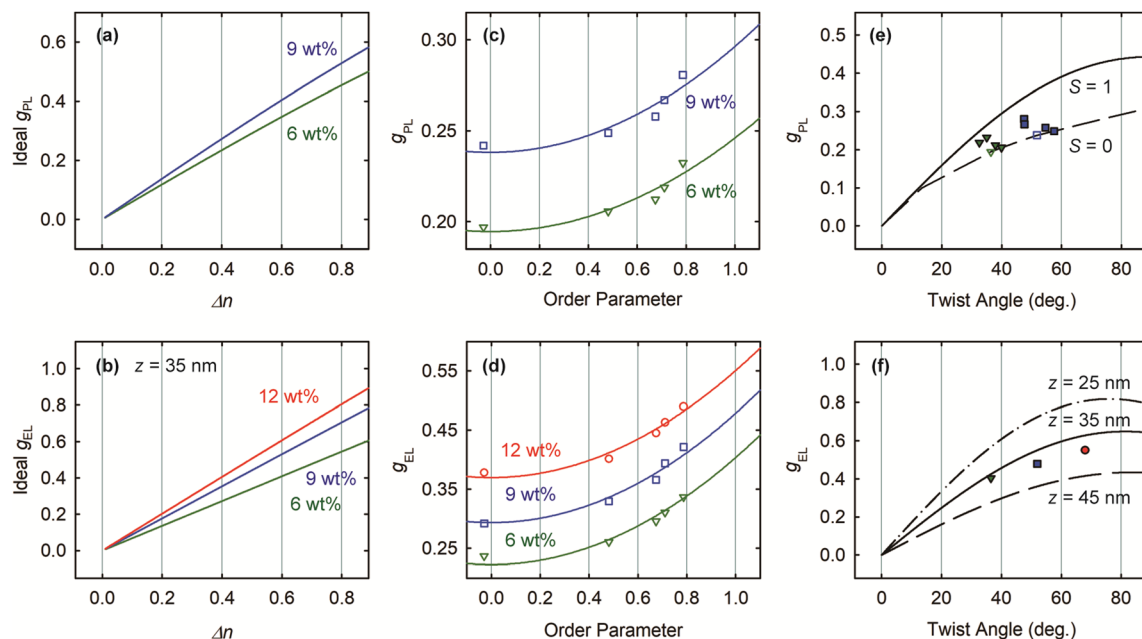 (a)
9 wt%
6 wt%
Ideal gPL
0.6
0.4
0.2
0.0
0.0 0.2 0.4 0.6 0.8
Δn
(c)
9 wt%
6 wt%
gPL
0.30
0.25
0.20
0.0 0.2 0.4 0.6 0.8 1.0
Order Parameter
(e)
S = 1
S = 0
gPL
0.5
0.4
0.3
0.2
0.1
0.0
0 20 40 60 80
Twist Angle (deg.)
(b) z = 35 nm
12 wt%
9 wt%
6 wt%
Ideal gEL
1.0
0.8
0.6
0.4
0.2
0.0
0.0 0.2 0.4 0.6 0.8
Δn
(d)
12 wt%
9 wt%
6 wt%
gEL
0.55
0.45
0.35
0.25
0.0 0.2 0.4 0.6 0.8 1.0
Order Parameter
(f)
z = 25 nm
z = 35 nm
z = 45 nm
gEL
1.0
0.8
0.6
0.4
0.2
0.0
0 20 40 60 80
Twist Angle (deg.)